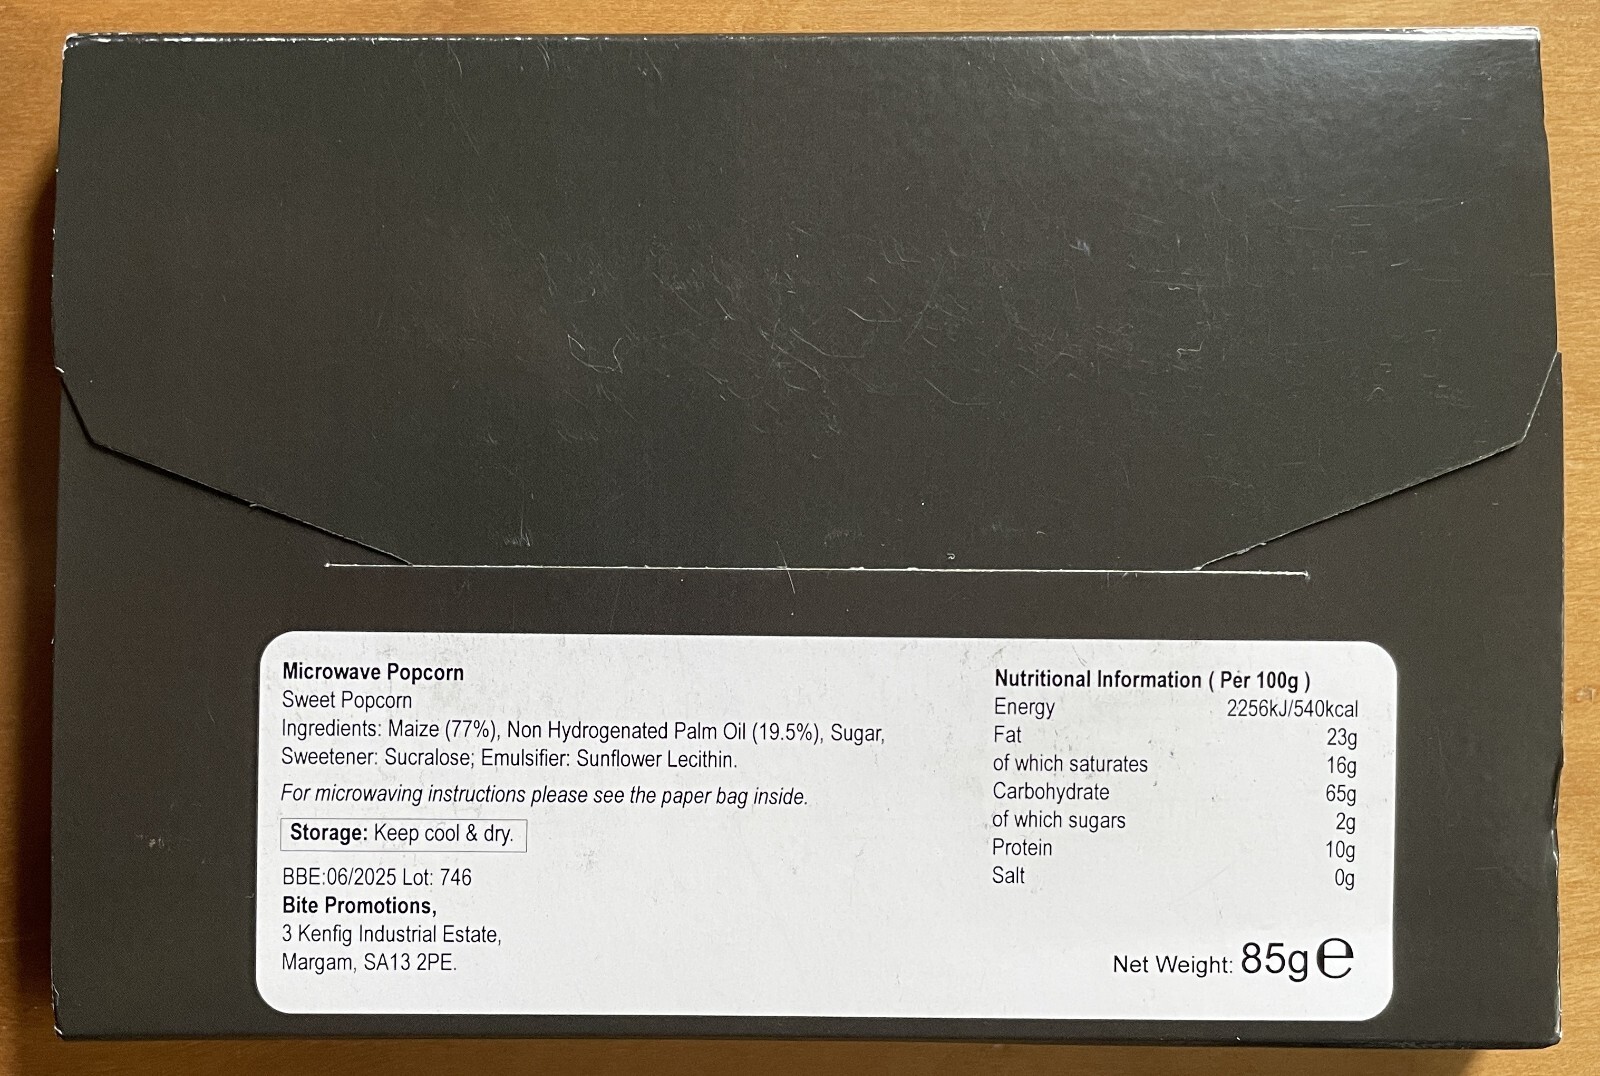 Microwave Popcorn
Sweet Popcorn
Ingredients: Maize (77%), Non Hydrogenated Palm Oil (19.5%), Sugar,
Sweetener: Sucralose; Emulsifier: Sunflower Lecithin.
For microwaving instructions please see the paper bag inside.
Storage: Keep cool & dry.
BBE:06/2025 Lot: 746
Bite Promotions,
3 Kenfig Industrial Estate,
Margam, SA13 2PE.
Nutritional Information ( Per 100g )
Energy 2256kJ/540kcal
Fat 23g
of which saturates 16g
Carbohydrate 65g
of which sugars 2g
Protein 10g
Salt 0g
Net Weight: 85g ℮